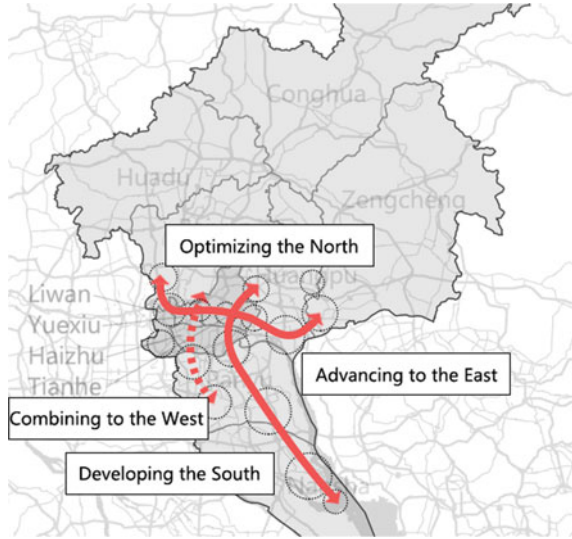 Conghua
Huadu
Zengcheng
Optimizing the North
Liwan
Yuexiu
Haizhu
Tianhe
Advancing to the East
Combining to the West
Developing the South